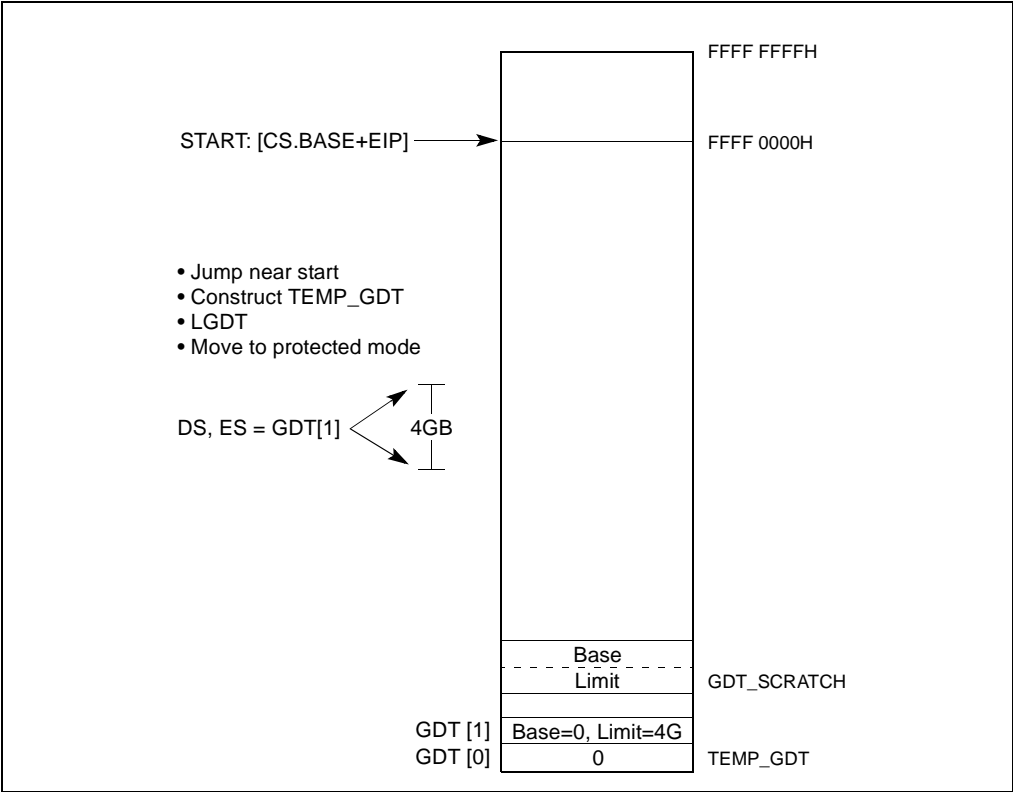 FFFF FFFFH
START: [CS.BASE+EIP]
FFFF 0000H
• Jump near start
• Construct TEMP_GDT
• LGDT
• Move to protected mode
DS, ES = GDT[1]
4GB
Base
Limit
GDT_SCRATCH
GDT [1]
Base=0, Limit=4G
GDT [0]
0
TEMP_GDT